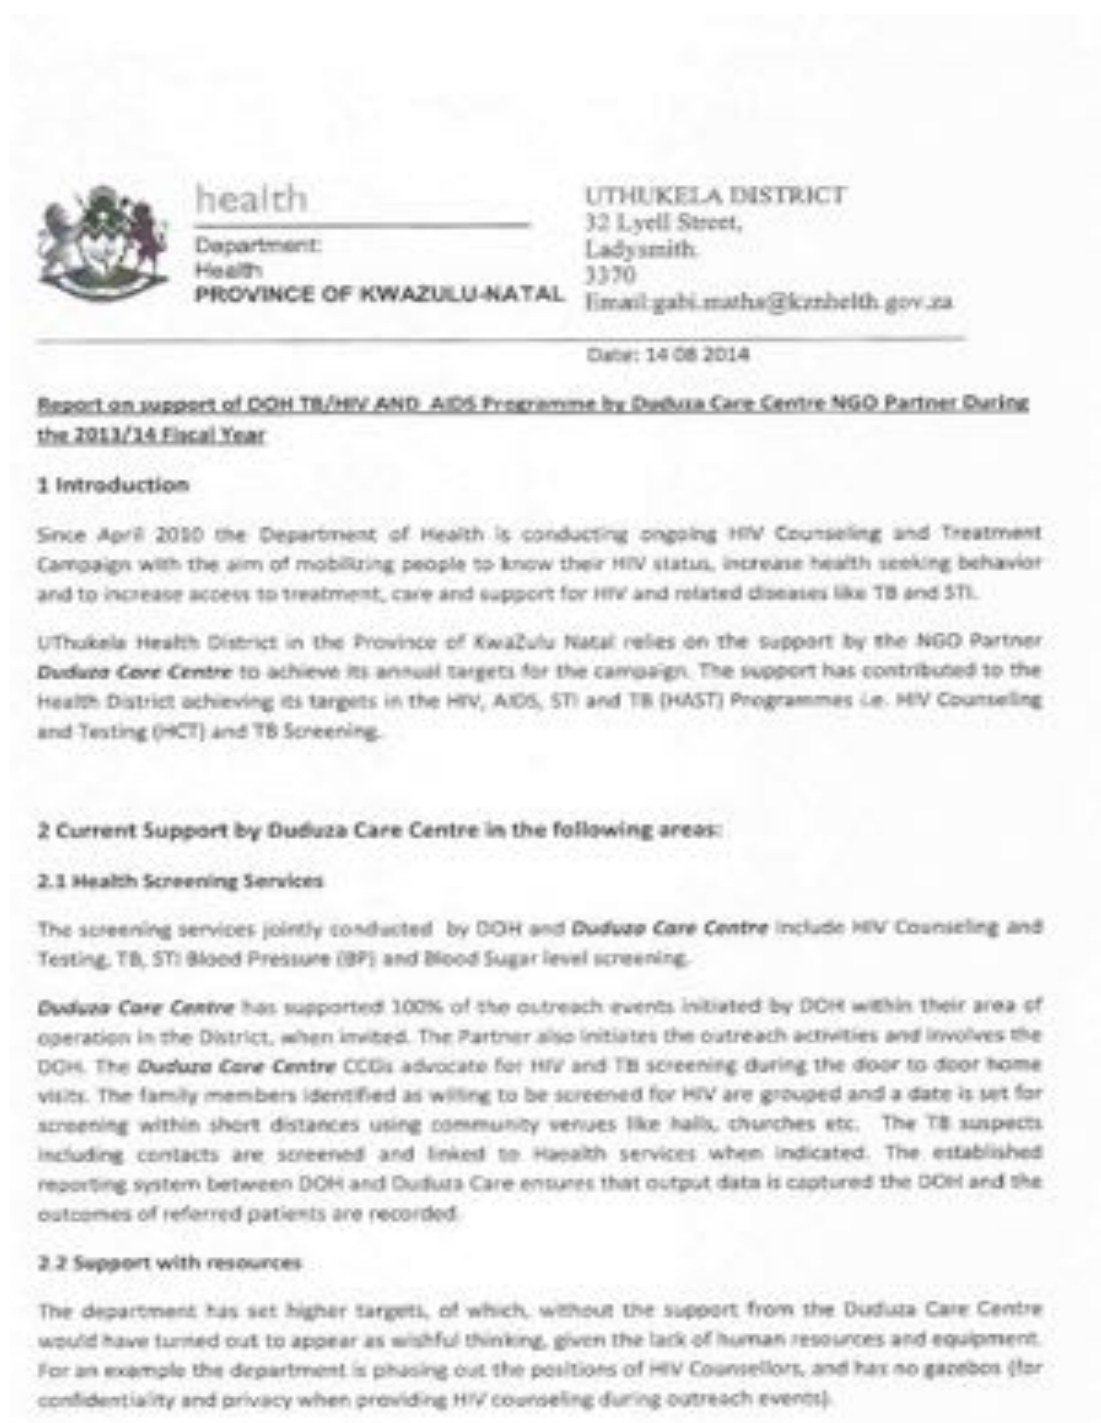 health
Department:
Health
PROVINCE OF KWAZULU-NATAL
UTHUKELA DISTRICT
32 Lyell Street,
Ladysmith.
3370
Email:gabi.matha@kznhelth.gov.za
Date: 14 08 2014
Report on support of DOH TB/HIV AND AIDS Programme by Duduza Care Centre NGO Partner During
the 2013/14 Fiscal Year
1 Introduction
Since April 2010 the Department of Health is conducting ongoing HIV Counseling and Treatment
Campaign with the aim of mobilizing people to know their HIV status, increase health seeking behavior
and to increase access to treatment, care and support for HIV and related diseases like TB and STI.
UThukela Health District in the Province of KwaZulu Natal relies on the support by the NGO Partner
Duduza Care Centre to achieve its annual targets for the campaign. The support has contributed to the
Health District achieving its targets in the HIV, AIDS, STI and TB (HAST) Programmes i.e. HIV Counseling
and Testing (HCT) and TB Screening.
2 Current Support by Duduza Care Centre in the following areas:
2.1 Health Screening Services
The screening services jointly conducted by DOH and Duduza Care Centre include HIV Counseling and
Testing, TB, STI Blood Pressure (BP) and Blood Sugar level screening.
Duduza Care Centre has supported 100% of the outreach events initiated by DOH within their area of
operation in the District, when invited. The Partner also initiates the outreach activities and involves the
DOH. The Duduza Care Centre CCGs advocate for HIV and TB screening during the door to door home
visits. The family members identified as willing to be screened for HIV are grouped and a date is set for
screening within short distances using community venues like halls, churches etc. The TB suspects
including contacts are screened and linked to Haealth services when indicated. The established
reporting system between DOH and Duduza Care ensures that output data is captured the DOH and the
outcomes of referred patients are recorded.
2.2 Support with resources
The department has set higher targets, of which, without the support from the Duduza Care Centre
would have turned out to appear as wishful thinking, given the lack of human resources and equipment.
For an example the department is phasing out the positions of HIV Counsellors, and has no gazebos (for
confidentiality and privacy when providing HIV counseling during outreach events).